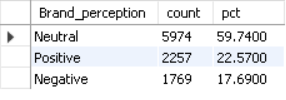 Brand_perception count pct
Neutral 5974 59.7400
Positive 2257 22.5700
Negative 1769 17.6900